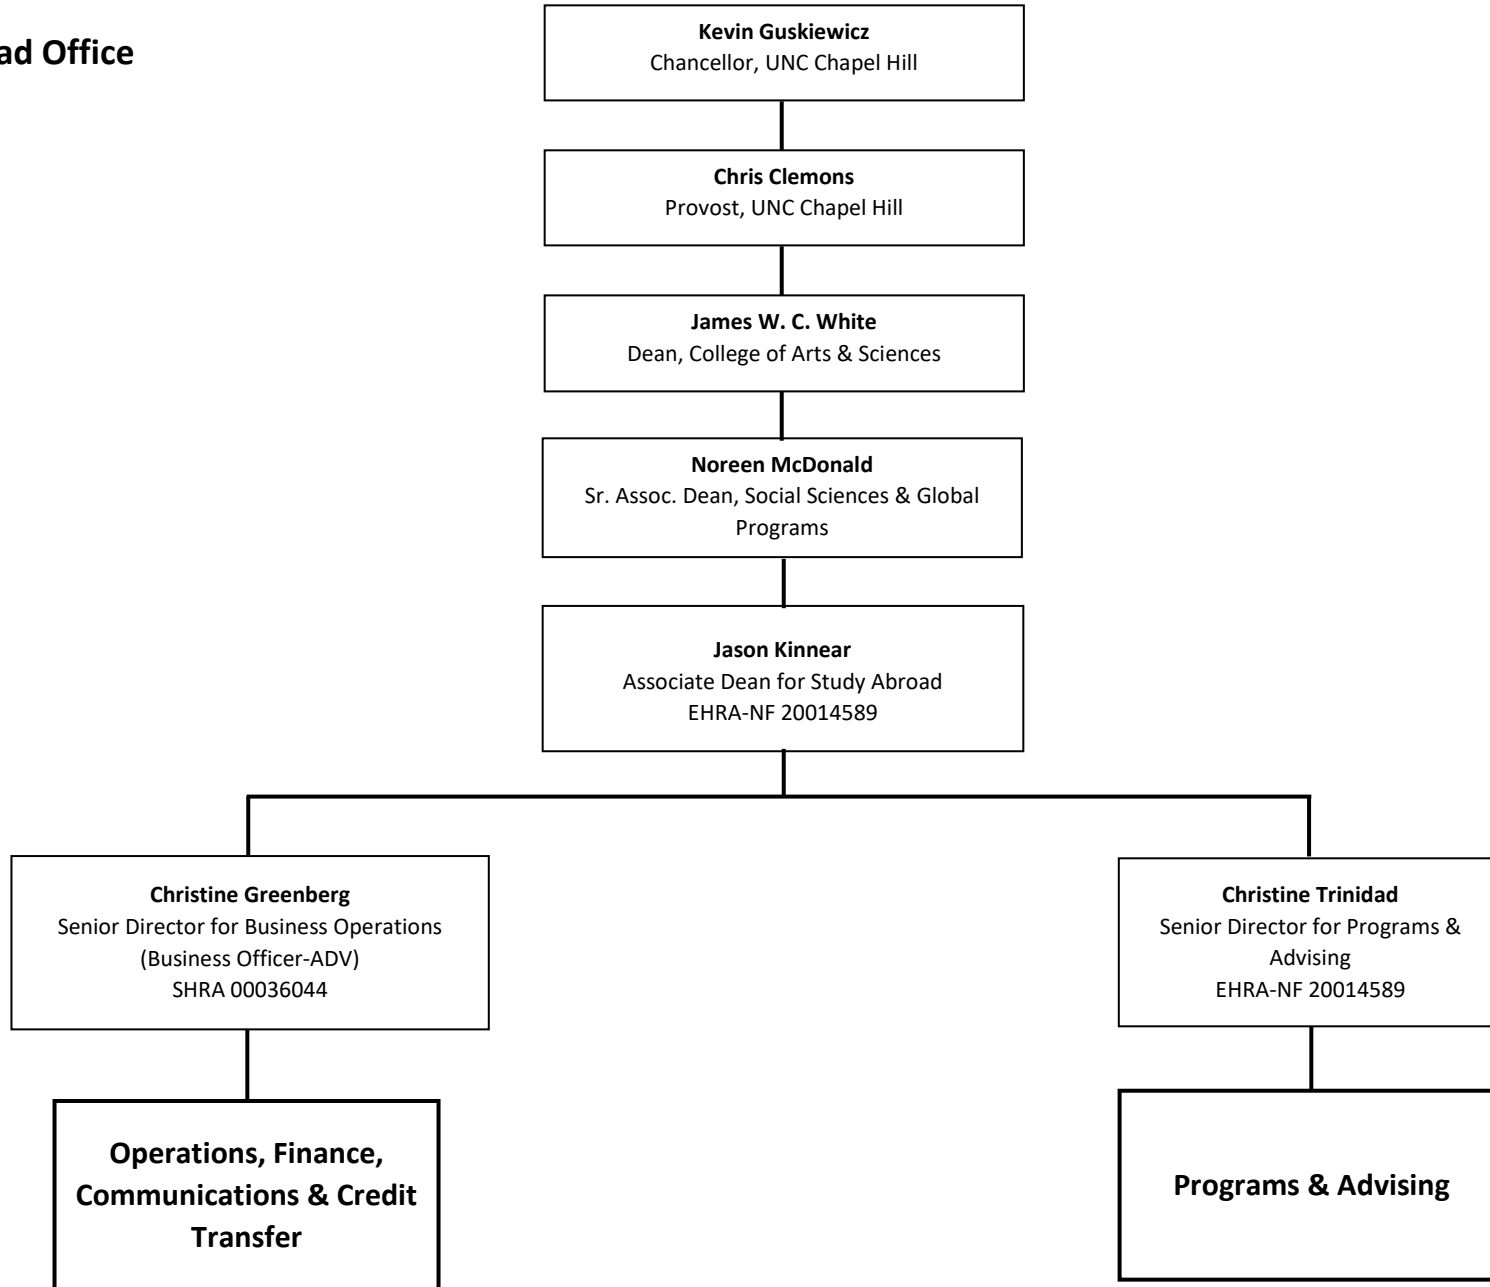 ad Office
Kevin Guskiewicz
Chancellor, UNC Chapel Hill
Chris Clemons
Provost, UNC Chapel Hill
James W. C. White
Dean, College of Arts & Sciences
Noreen McDonald
Sr. Assoc. Dean, Social Sciences & Global
Programs
Jason Kinnear
Associate Dean for Study Abroad
EHRA-NF 20014589
Christine Greenberg
Senior Director for Business Operations
(Business Officer-ADV)
SHRA 00036044
Christine Trinidad
Senior Director for Programs &
Advising
EHRA-NF 20014589
Operations, Finance,
Communications & Credit
Transfer
Programs & Advising